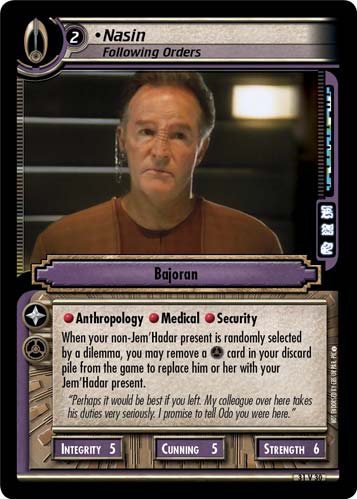 2
•Nasin
Following Orders
Bajoran
•Anthropology •Medical •Security
When your non-Jem'Hadar present is randomly selected
by a dilemma, you may remove a card in your discard
pile from the game to replace him or her with your
Jem'Hadar present.
"Perhaps it would be best if you left. My colleague over here takes
his duties very seriously. I promise to tell Odo you were here."
INTEGRITY 5
CUNNING 5
STRENGTH 6
31 V 30